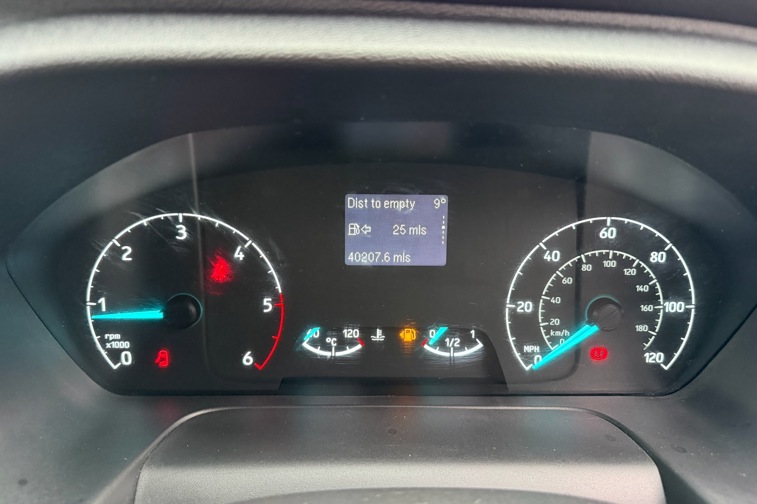 Dist to empty 9°
25 mls
40207.6 mls
0 1 2 3 4 5 6
rpm
x1000
120
°C
0 1/2 1
0 20 40 60 80 100 120
MPH
20 40 60 80 100 120 140 160 180
km/h